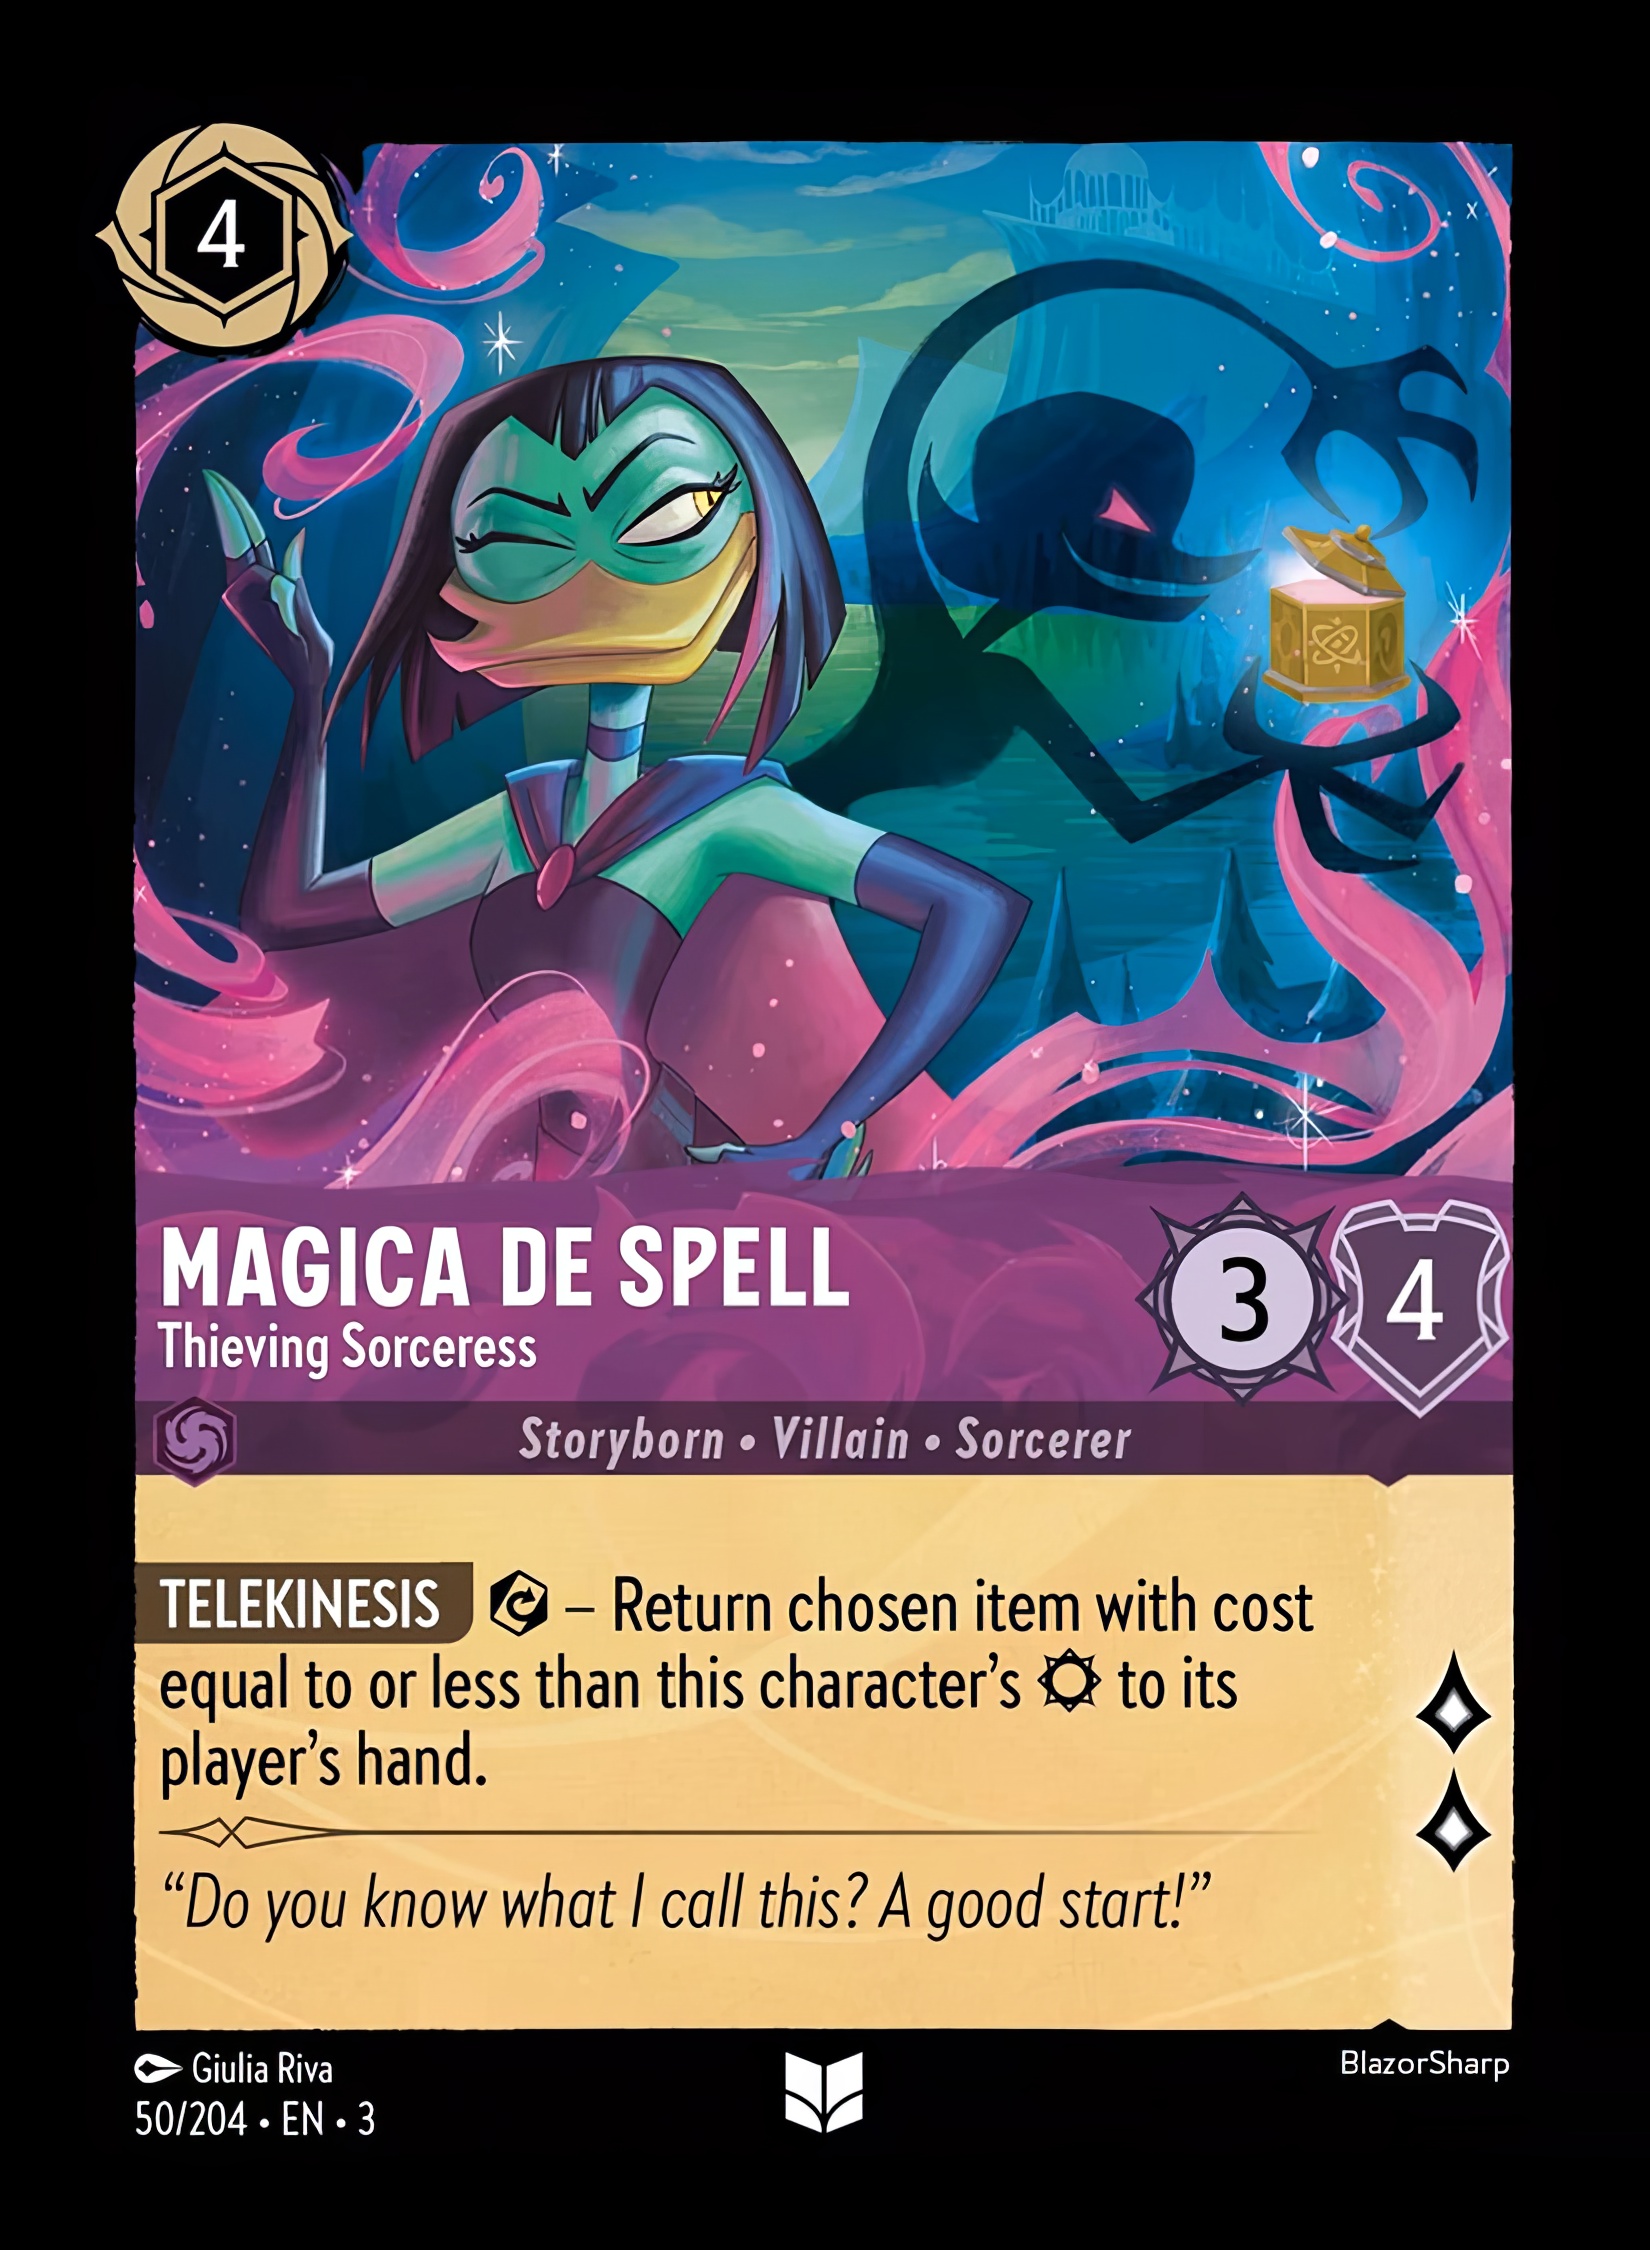 4
MAGICA DE SPELL
Thieving Sorceress
3
4
Storyborn • Villain • Sorcerer
TELEKINESIS – Return chosen item with cost
equal to or less than this character’s to its
player’s hand.
“Do you know what I call this? A good start!”
Giulia Riva
BlazorSharp
50/204 • EN • 3